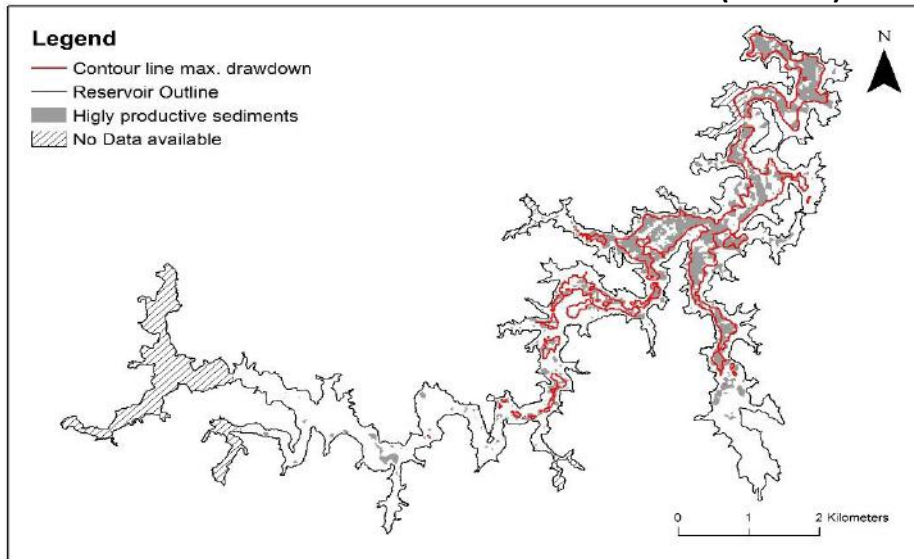 Legend
Contour line max. drawdown
Reservoir Outline
Higly productive sediments
No Data available
N
0 1 2 Kilometers